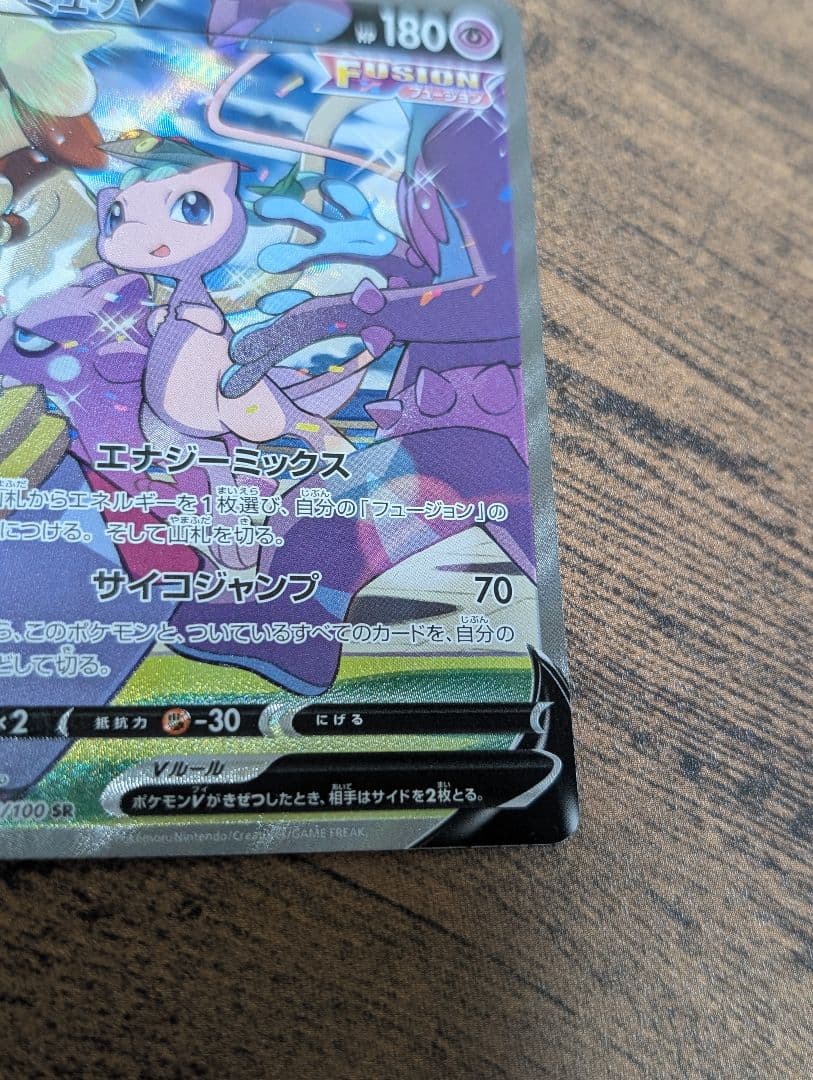 ミュウV
HP 180
FUSION
フュージョン
エナジーミックス
山札からエネルギーを1枚選び、自分の「フュージョン」の
につける。そして山札を切る。
サイコジャンプ 70
、このポケモンと、ついているすべてのカードを、自分の
して切る。
×2 抵抗力 -30 にげる
Vルール
ポケモンVがきぜつしたとき、相手はサイドを2枚とる。
/100 SR
Nintendo/Creatures/GAME FREAK.